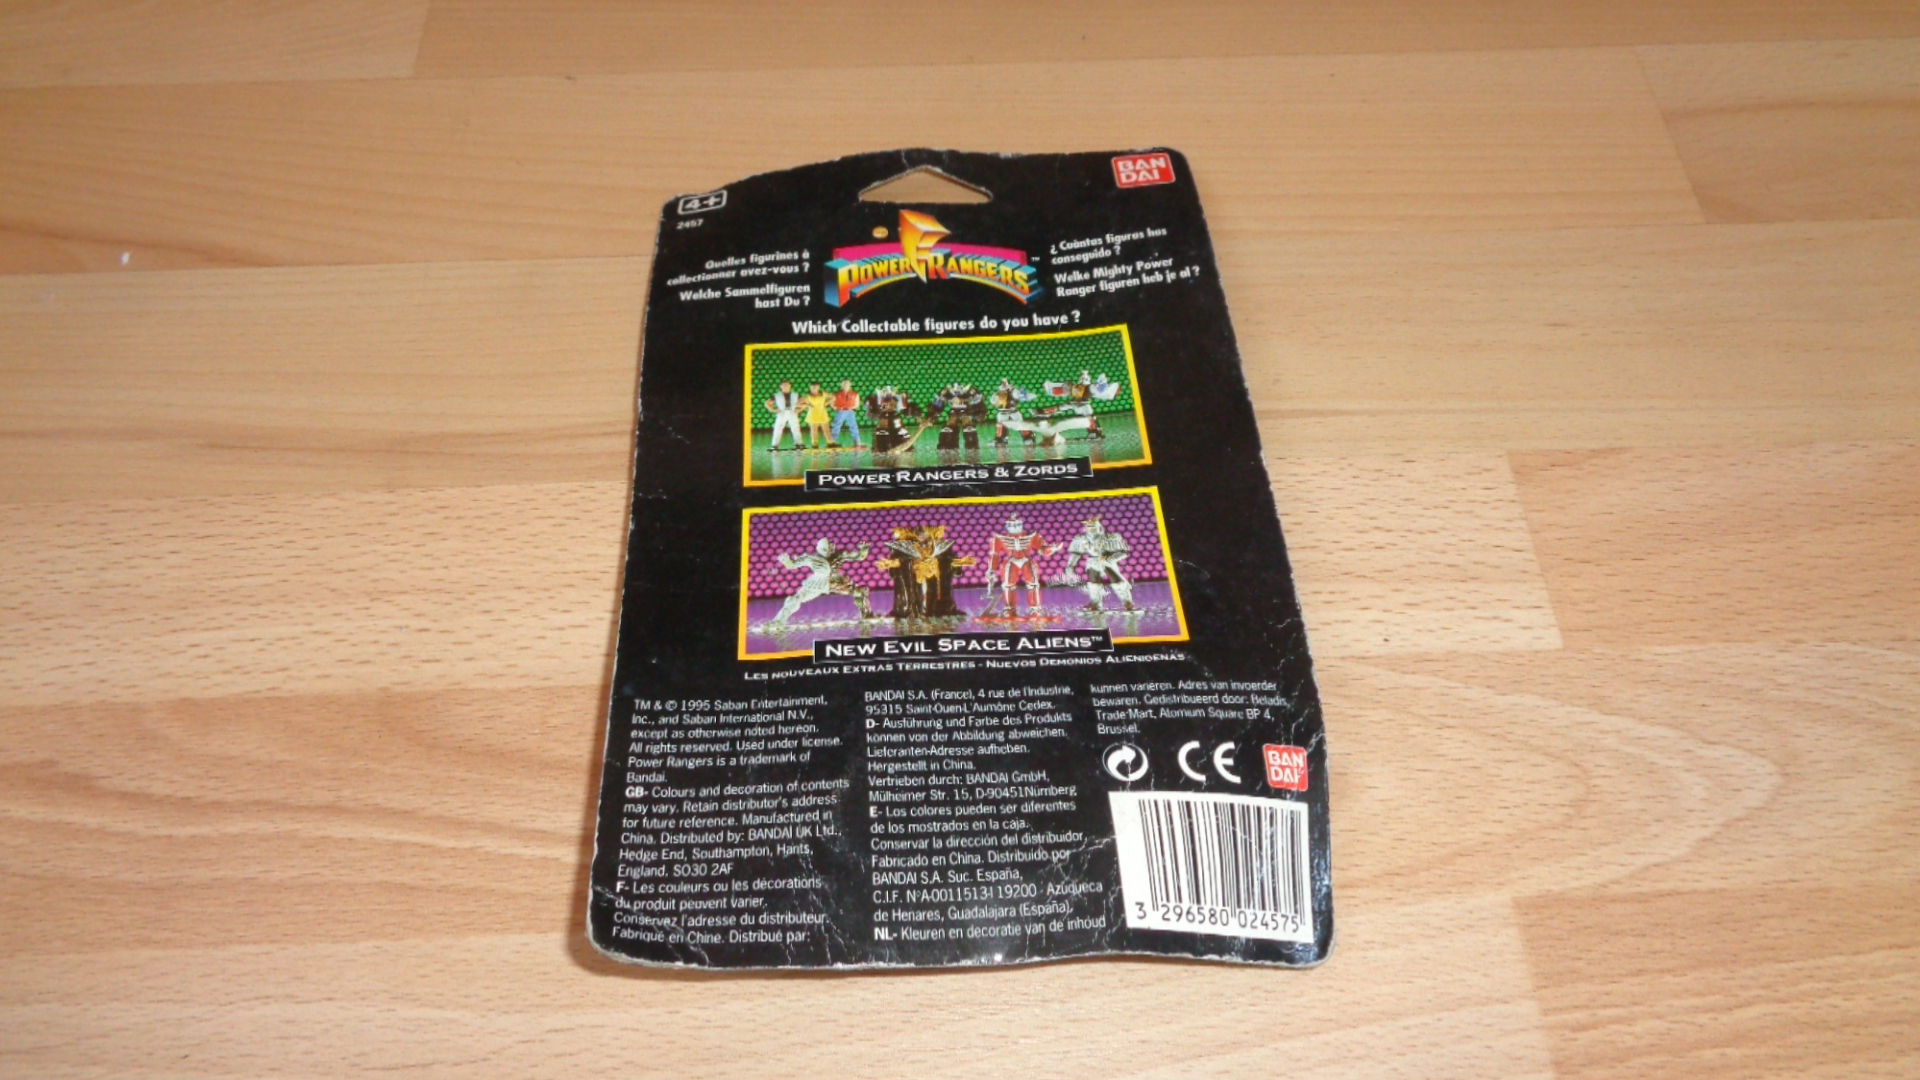 4+
2457
BAN
DAI
Quelles figurines à
collectionner avez-vous ?
Welche Sammelfiguren
hast Du ?
POWER RANGERS™
¿ Cuántas figuras has
conseguido ?
Welke Mighty Power
Ranger figuren heb je al ?
Which Collectable figures do you have ?
POWER RANGERS & ZORDS
NEW EVIL SPACE ALIENS™
LES NOUVEAUX EXTRAS TERRESTRES - NUEVOS DEMONIOS ALIENIGENAS
TM & © 1995 Saban Entertainment,
Inc., and Saban International N.V.,
except as otherwise noted hereon.
All rights reserved. Used under license.
Power Rangers is a trademark of
Bandai.
GB- Colours and decoration of contents
may vary. Retain distributor's address
for future reference. Manufactured in
China. Distributed by: BANDAI UK Ltd.,
Hedge End, Southampton, Hants,
England, SO30 2AF
F- Les couleurs ou les décorations
du produit peuvent varier.
Conservez l'adresse du distributeur.
Fabriqué en Chine. Distribué par:
BANDAI S.A. (France), 4 rue de l'Industrie,
95315 Saint-Ouen-L'Aumône Cedex.
D- Ausführung und Farbe des Produkts
können von der Abbildung abweichen.
Lieferanten-Adresse aufheben.
Hergestellt in China.
Vertrieben durch: BANDAI GmbH,
Mülheimer Str. 15, D-90451Nürnberg
E- Los colores pueden ser diferentes
de los mostrados en la caja.
Conservar la dirección del distribuidor.
Fabricado en China. Distribuido por
BANDAI S.A. Suc. España,
C.I.F. N°A-0011513-I 19200 - Azuqueca
de Henares, Guadalajara (España).
NL- Kleuren en decoratie van de inhoud
kunnen variëren. Adres van invoerder
bewaren. Gedistribueerd door: Beladis,
Trade Mart, Atomium Square BP 4,
Brussel.
CE
BAN
DAI
3 296580 024575